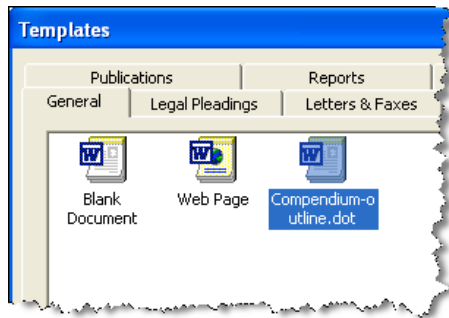 Templates
Publications Reports
General Legal Pleadings Letters & Faxes
Blank Web Page Compendium-o
Document utline.dot